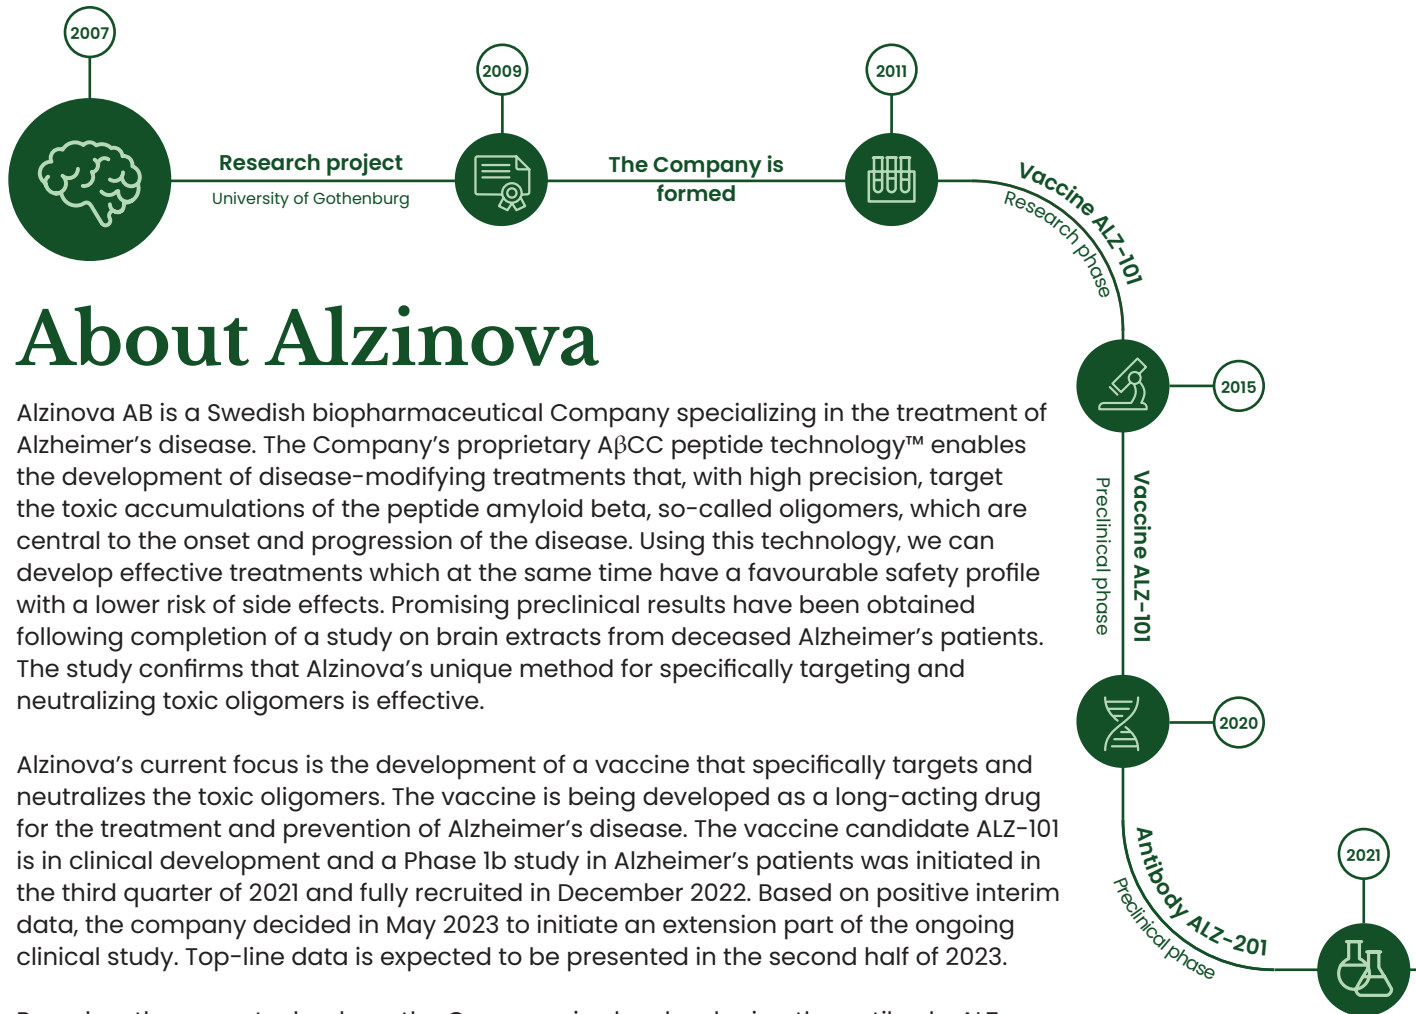 2007
2009
2011
Research project
University of Gothenburg
The Company is
formed
Vaccine ALZ-101
Research phase
About Alzinova
2015
Alzinova AB is a Swedish biopharmaceutical Company specializing in the treatment of
Alzheimer’s disease. The Company’s proprietary AβCC peptide technology™ enables
the development of disease-modifying treatments that, with high precision, target
the toxic accumulations of the peptide amyloid beta, so-called oligomers, which are
central to the onset and progression of the disease. Using this technology, we can
develop effective treatments which at the same time have a favourable safety profile
with a lower risk of side effects. Promising preclinical results have been obtained
following completion of a study on brain extracts from deceased Alzheimer’s patients.
The study confirms that Alzinova’s unique method for specifically targeting and
neutralizing toxic oligomers is effective.
Vaccine ALZ-101
Preclinical phase
2020
Alzinova’s current focus is the development of a vaccine that specifically targets and
neutralizes the toxic oligomers. The vaccine is being developed as a long-acting drug
for the treatment and prevention of Alzheimer’s disease. The vaccine candidate ALZ-101
is in clinical development and a Phase 1b study in Alzheimer’s patients was initiated in
the third quarter of 2021 and fully recruited in December 2022. Based on positive interim
data, the company decided in May 2023 to initiate an extension part of the ongoing
clinical study. Top-line data is expected to be presented in the second half of 2023.
Antibody ALZ-201
Preclinical phase
2021